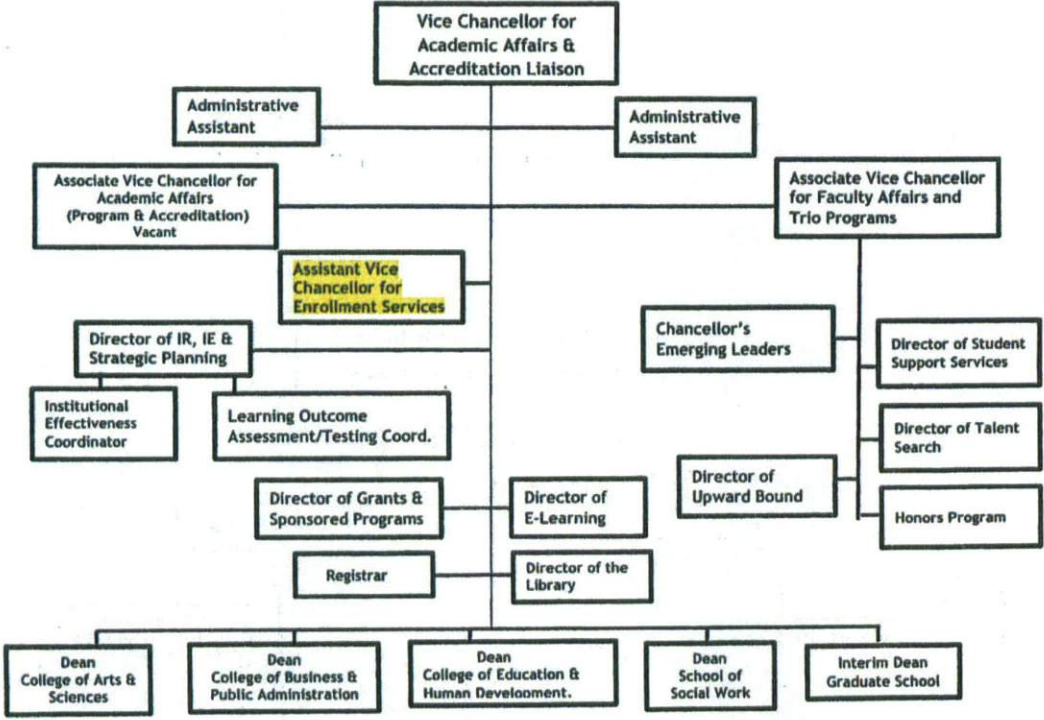 Vice Chancellor for
Academic Affairs &
Accreditation Liaison
Administrative
Assistant
Administrative
Assistant
Associate Vice Chancellor for
Academic Affairs
(Program & Accreditation)
Vacant
Associate Vice Chancellor
for Faculty Affairs and
Trio Programs
Assistant Vice
Chancellor for
Enrollment Services
Director of IR, IE &
Strategic Planning
Institutional
Effectiveness
Coordinator
Learning Outcome
Assessment/Testing Coord.
Chancellor's
Emerging Leaders
Director of Student
Support Services
Director of Talent
Search
Director of
Upward Bound
Honors Program
Director of Grants &
Sponsored Programs
Director of
E-Learning
Registrar
Director of the
Library
Dean
College of Arts &
Sciences
Dean
College of Business &
Public Administration
Dean
College of Education &
Human Development.
Dean
School of
Social Work
Interim Dean
Graduate School